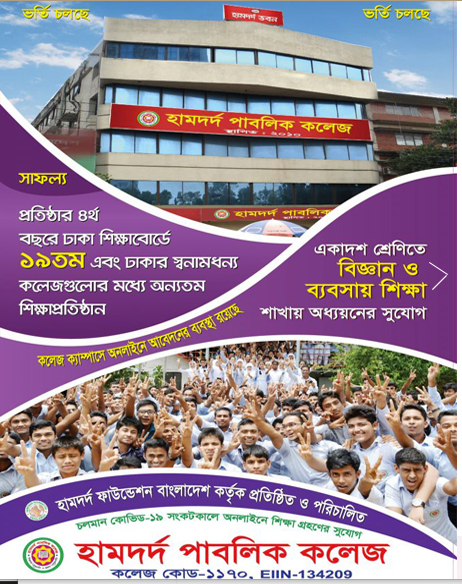 ভর্তি চলছে
ভর্তি চলছে
হামদর্দ ভবন
হামদর্দ পাবলিক কলেজ
স্থাপিত : ২০১০
হামদর্দ পাবলিক
সাফল্য
প্রতিষ্ঠার ৪র্থ
বছরে ঢাকা শিক্ষাবোর্ডে
১৯তম এবং ঢাকার স্বনামধন্য
কলেজগুলোর মধ্যে অন্যতম
শিক্ষাপ্রতিষ্ঠান
একাদশ শ্রেণিতে
বিজ্ঞান ও
ব্যবসায় শিক্ষা
শাখায় অধ্যয়নের সুযোগ
কলেজ ক্যাম্পাসে অনলাইনে আবেদনের ব্যবস্থা রয়েছে
হামদর্দ ফাউন্ডেশন বাংলাদেশ কর্তৃক প্রতিষ্ঠিত ও পরিচালিত
চলমান কোভিড-১৯ সংকটকালে অনলাইনে শিক্ষা গ্রহণের সুযোগ
হামদর্দ পাবলিক কলেজ
কলেজ কোড-১১৭০, EIIN-134209